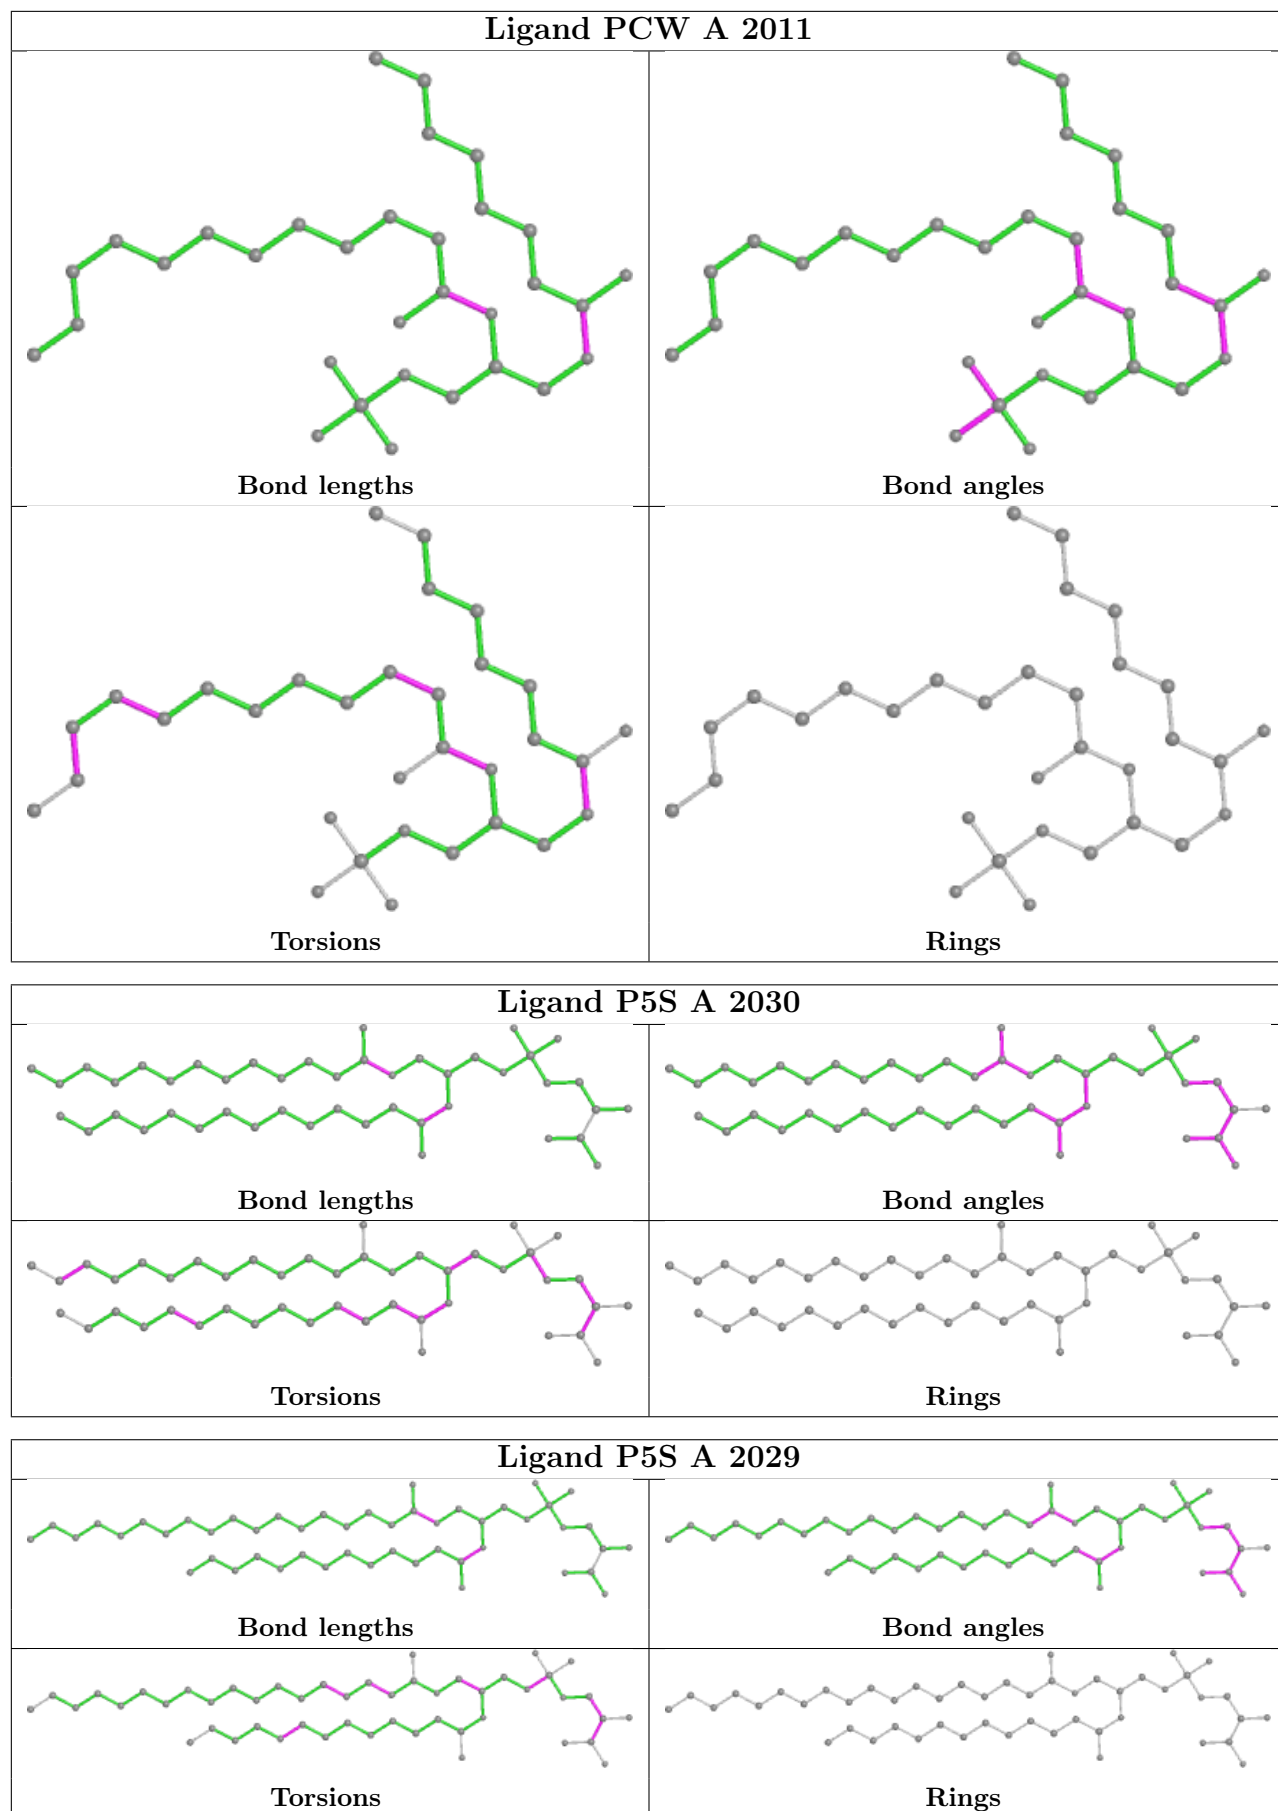 Ligand PCW A 2011
Bond lengths
Bond angles
Torsions
Rings
Ligand P5S A 2030
Bond lengths
Bond angles
Torsions
Rings
Ligand P5S A 2029
Bond lengths
Bond angles
Torsions
Rings